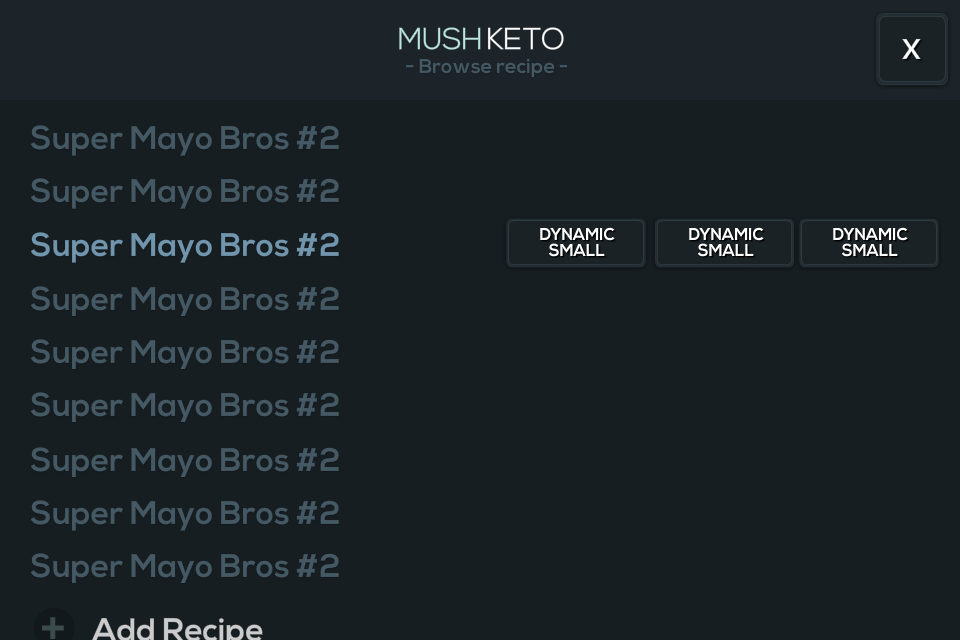 MUSHKETO
- Browse recipe -
X
Super Mayo Bros #2
Super Mayo Bros #2
Super Mayo Bros #2
DYNAMIC
SMALL
DYNAMIC
SMALL
DYNAMIC
SMALL
Super Mayo Bros #2
Super Mayo Bros #2
Super Mayo Bros #2
Super Mayo Bros #2
Super Mayo Bros #2
Super Mayo Bros #2
+ Add Recipe